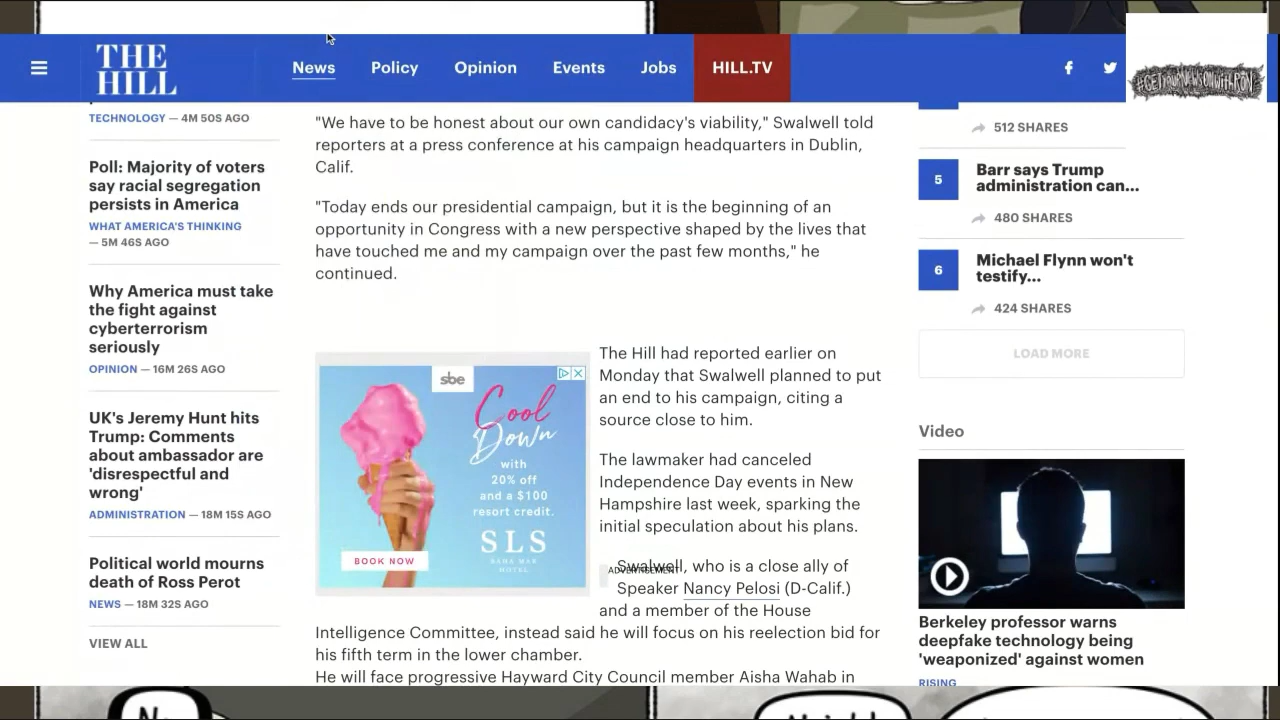 THE
HILL
News
Policy
Opinion
Events
Jobs
HILL.TV
#GETYOURNEWSONWITHRON
TECHNOLOGY — 4M 50S AGO
Poll: Majority of voters
say racial segregation
persists in America
WHAT AMERICA'S THINKING
— 5M 46S AGO
Why America must take
the fight against
cyberterrorism
seriously
OPINION — 16M 26S AGO
UK's Jeremy Hunt hits
Trump: Comments
about ambassador are
'disrespectful and
wrong'
ADMINISTRATION — 18M 15S AGO
Political world mourns
death of Ross Perot
NEWS — 18M 32S AGO
VIEW ALL
"We have to be honest about our own candidacy's viability," Swalwell told
reporters at a press conference at his campaign headquarters in Dublin,
Calif.
"Today ends our presidential campaign, but it is the beginning of an
opportunity in Congress with a new perspective shaped by the lives that
have touched me and my campaign over the past few months," he
continued.
sbe
Cool
Down
with
20% off
and a $100
resort credit.
SLS
BAHA MAR
HOTEL
BOOK NOW
The Hill had reported earlier on
Monday that Swalwell planned to put
an end to his campaign, citing a
source close to him.
The lawmaker had canceled
Independence Day events in New
Hampshire last week, sparking the
initial speculation about his plans.
ADVERTISEMENT
Swalwell, who is a close ally of
Speaker Nancy Pelosi (D-Calif.)
and a member of the House
Intelligence Committee, instead said he will focus on his reelection bid for
his fifth term in the lower chamber.
He will face progressive Hayward City Council member Aisha Wahab in
512 SHARES
5
Barr says Trump
administration can...
480 SHARES
6
Michael Flynn won't
testify...
424 SHARES
LOAD MORE
Video
Berkeley professor warns
deepfake technology being
'weaponized' against women
RISING